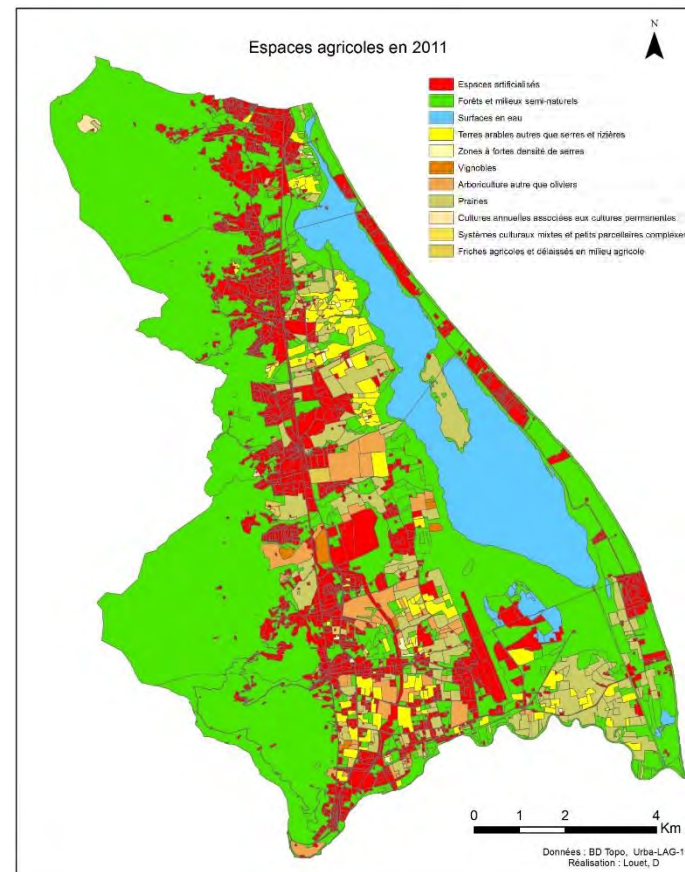 N
Espaces agricoles en 2011
Espaces artificialisés
Forêts et milieux semi-naturels
Surfaces en eau
Terres arables autres que serres et rizières
Zones à fortes densité de serres
Vignobles
Arboriculture autre que oliviers
Prairies
Cultures annuelles associées aux cultures permanentes
Systèmes culturaux mixtes et petits parcellaires complexes
Friches agricoles et délaissés en milieu agricole
0 1 2 4
Km
Données : BD Topo, Urba-LAG-1
Réalisation : Louet, D